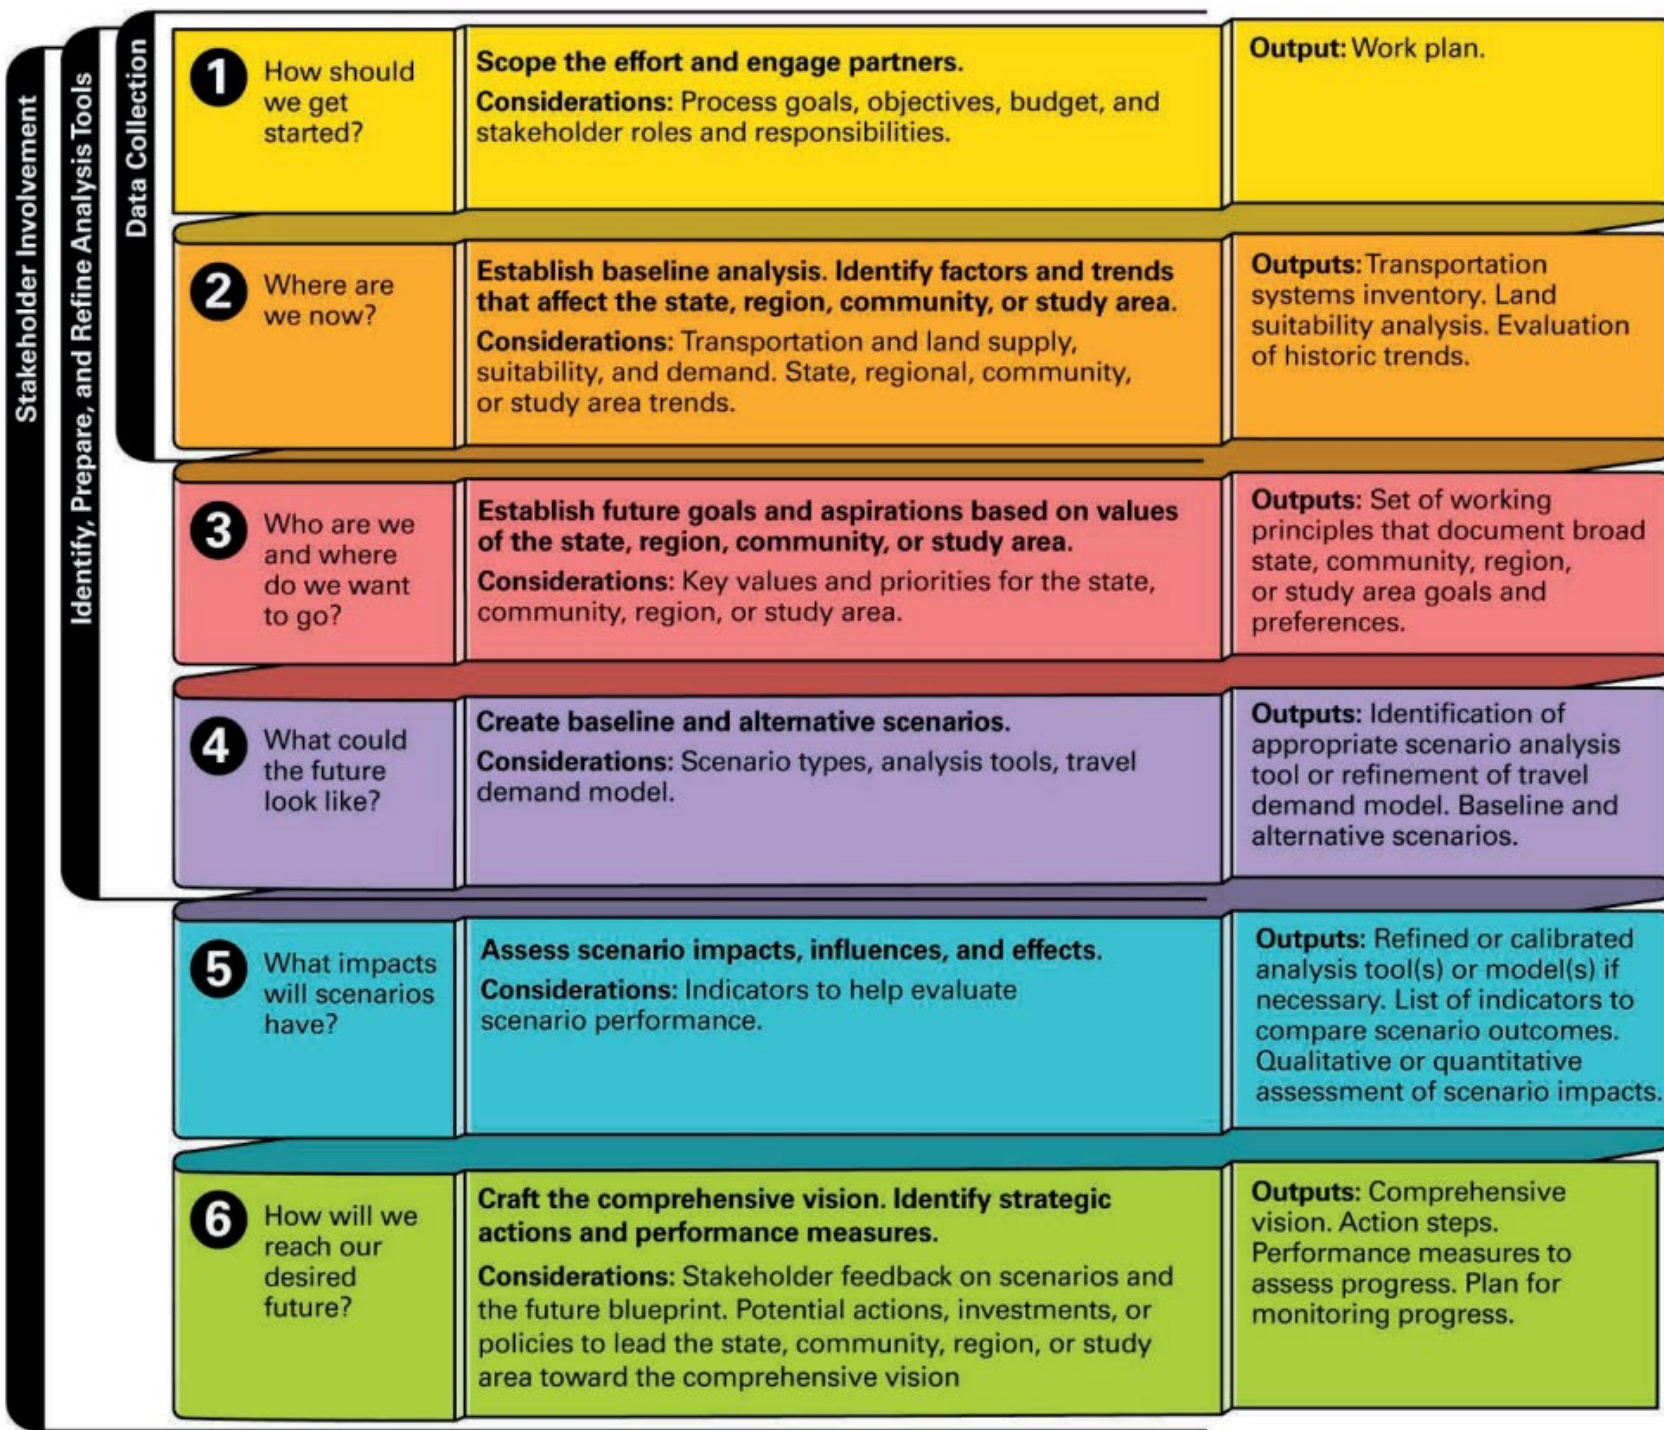 Stakeholder Involvement
Identify, Prepare, and Refine Analysis Tools
Data Collection
1
How should
we get
started?
Scope the effort and engage partners.
Considerations: Process goals, objectives, budget, and
stakeholder roles and responsibilities.
Output: Work plan.
2
Where are
we now?
Establish baseline analysis. Identify factors and trends
that affect the state, region, community, or study area.
Considerations: Transportation and land supply,
suitability, and demand. State, regional, community,
or study area trends.
Outputs: Transportation
systems inventory. Land
suitability analysis. Evaluation
of historic trends.
3
Who are we
and where
do we want
to go?
Establish future goals and aspirations based on values
of the state, region, community, or study area.
Considerations: Key values and priorities for the state,
community, region, or study area.
Outputs: Set of working
principles that document broad
state, community, region,
or study area goals and
preferences.
4
What could
the future
look like?
Create baseline and alternative scenarios.
Considerations: Scenario types, analysis tools, travel
demand model.
Outputs: Identification of
appropriate scenario analysis
tool or refinement of travel
demand model. Baseline and
alternative scenarios.
5
What impacts
will scenarios
have?
Assess scenario impacts, influences, and effects.
Considerations: Indicators to help evaluate
scenario performance.
Outputs: Refined or calibrated
analysis tool(s) or model(s) if
necessary. List of indicators to
compare scenario outcomes.
Qualitative or quantitative
assessment of scenario impacts.
6
How will we
reach our
desired
future?
Craft the comprehensive vision. Identify strategic
actions and performance measures.
Considerations: Stakeholder feedback on scenarios and
the future blueprint. Potential actions, investments, or
policies to lead the state, community, region, or study
area toward the comprehensive vision
Outputs: Comprehensive
vision. Action steps.
Performance measures to
assess progress. Plan for
monitoring progress.